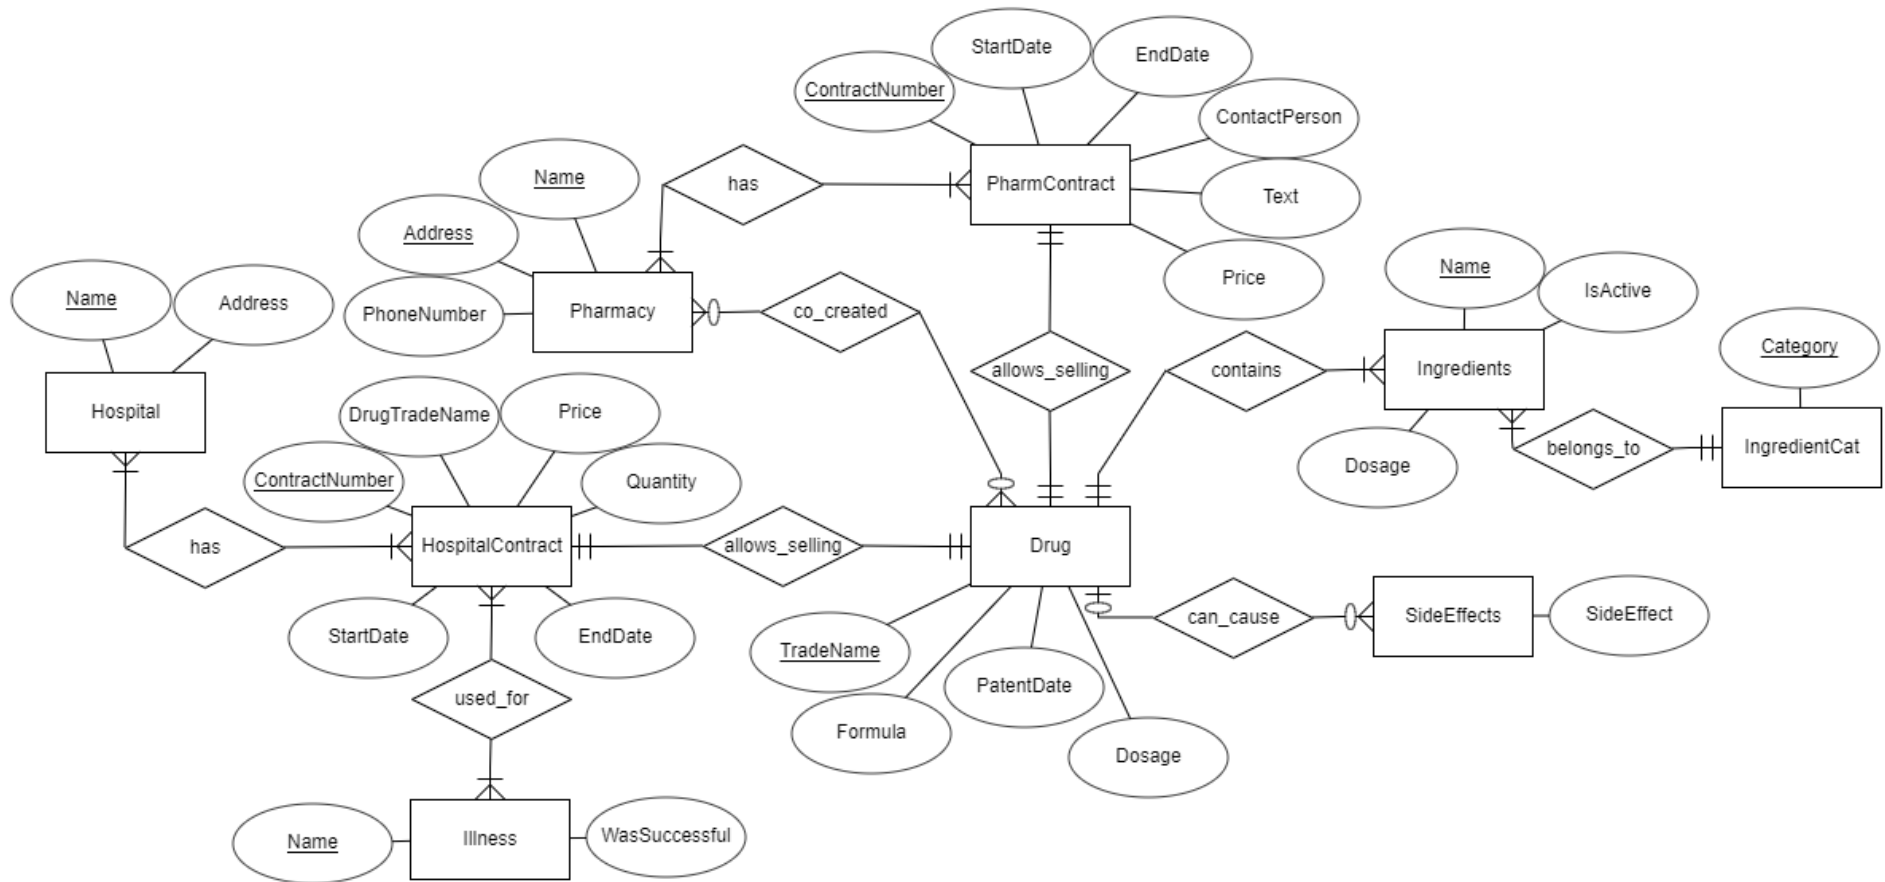 StartDate
EndDate
ContractNumber
ContactPerson
Name
has
PharmContract
Text
Address
Name
Price
IsActive
Name
Address
PhoneNumber
Pharmacy
co_created
Category
allows_selling
contains
Ingredients
Hospital
DrugTradeName
Price
belongs_to
IngredientCat
Dosage
ContractNumber
Quantity
has
HospitalContract
allows_selling
Drug
can_cause
SideEffects
SideEffect
StartDate
EndDate
TradeName
PatentDate
used_for
Formula
Dosage
Name
Illness
WasSuccessful